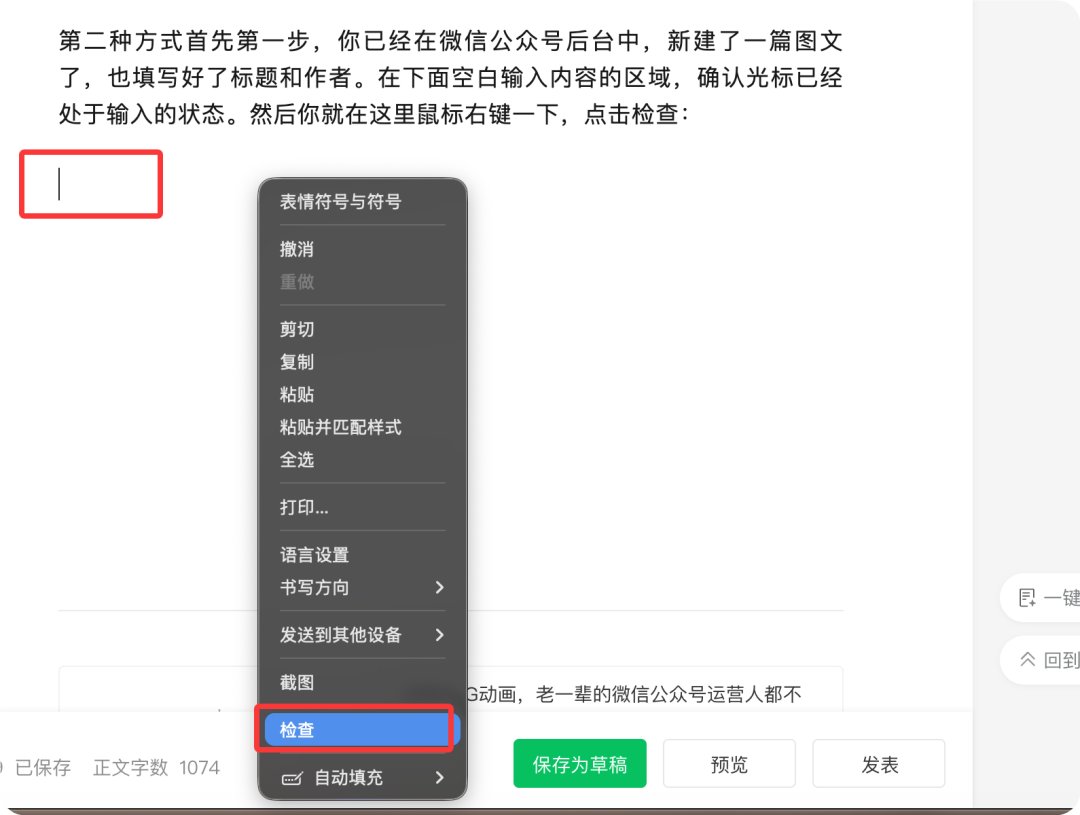 第二种方式首先第一步，你已经在微信公众号后台中，新建了一篇图文
了，也填写好了标题和作者。在下面空白输入内容的区域，确认光标已经
处于输入的状态。然后你就在这里鼠标右键一下，点击检查：
表情符号与符号
撤消
重做
剪切
复制
粘贴
粘贴并匹配样式
全选
打印...
语言设置
书写方向
发送到其他设备
截图
检查
自动填充
一键
回到
G动画，老一辈的微信公众号运营人都不
已保存 正文字数 1074
保存为草稿 预览 发表